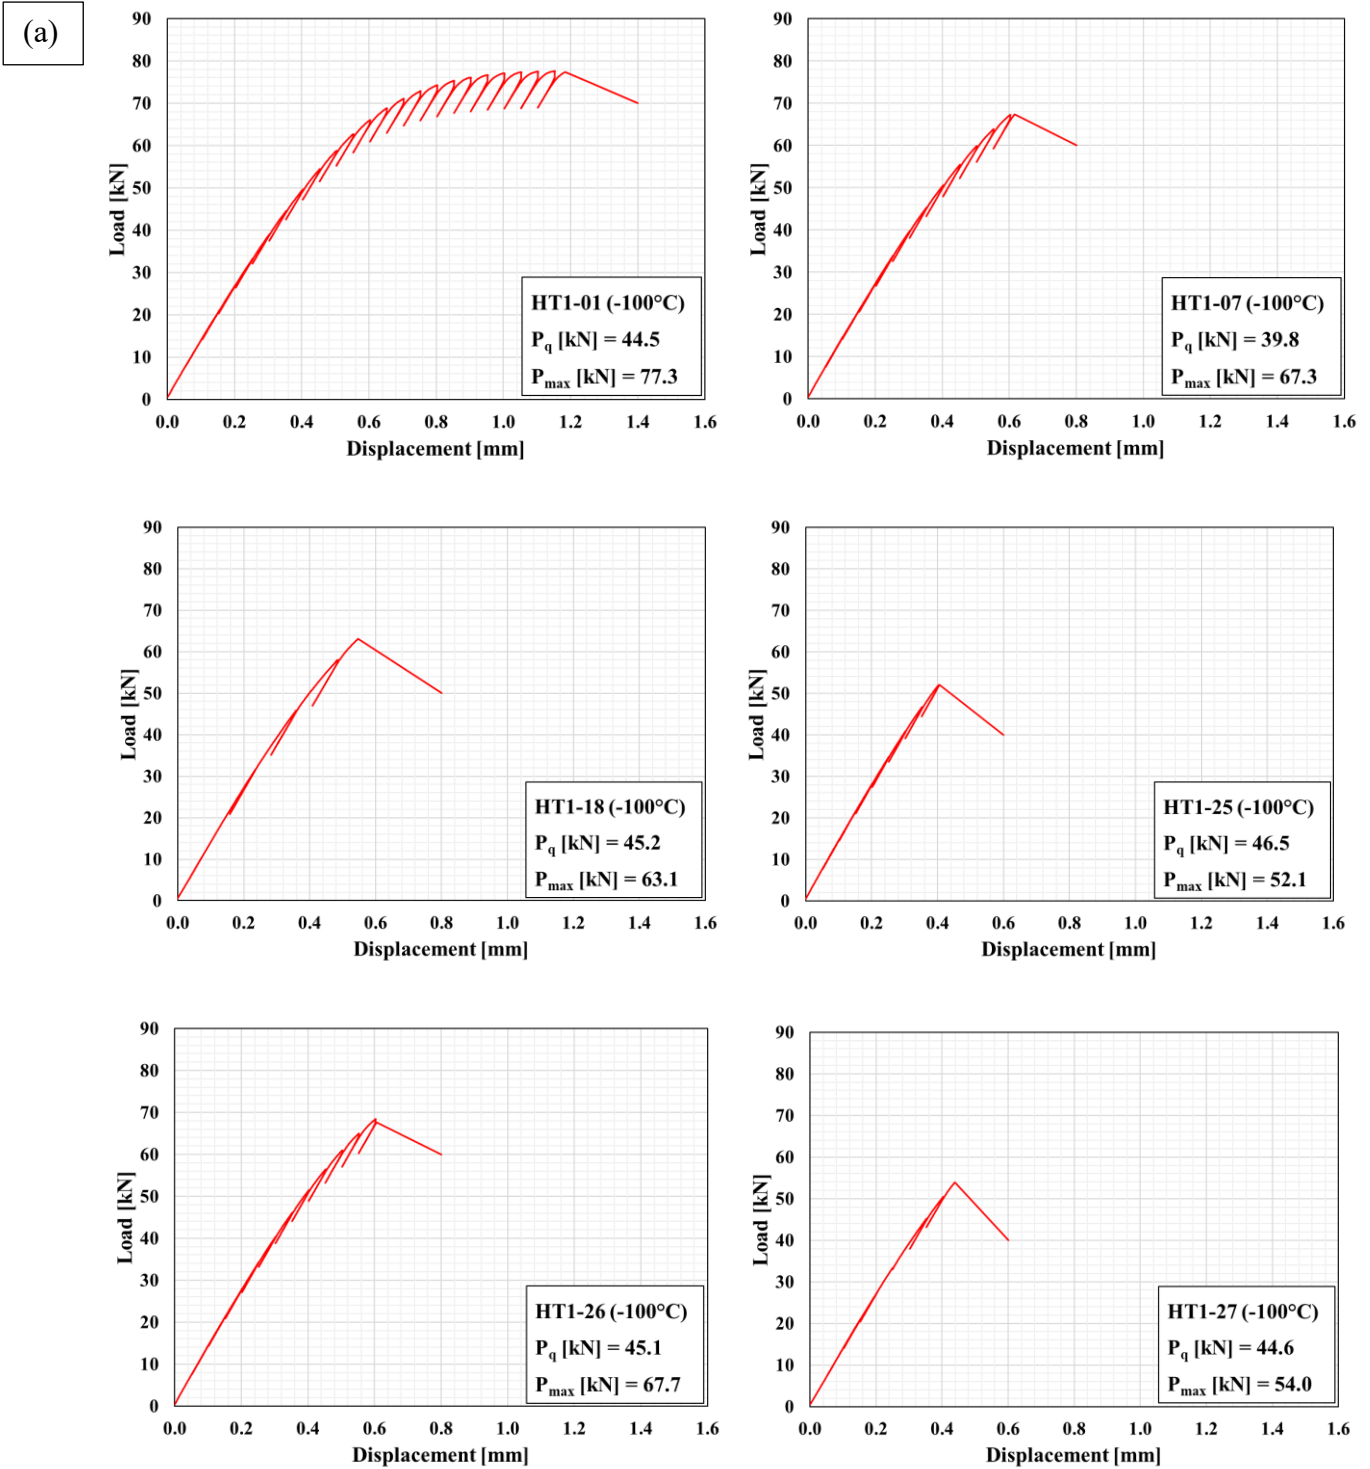 (a)
90
80
70
60
50
40
30
20
10
0
Load [kN]
0.0 0.2 0.4 0.6 0.8 1.0 1.2 1.4 1.6
Displacement [mm]
HT1-01 (-100°C)
Pq [kN] = 44.5
Pmax [kN] = 77.3
90
80
70
60
50
40
30
20
10
0
Load [kN]
0.0 0.2 0.4 0.6 0.8 1.0 1.2 1.4 1.6
Displacement [mm]
HT1-07 (-100°C)
Pq [kN] = 39.8
Pmax [kN] = 67.3
90
80
70
60
50
40
30
20
10
0
Load [kN]
0.0 0.2 0.4 0.6 0.8 1.0 1.2 1.4 1.6
Displacement [mm]
HT1-18 (-100°C)
Pq [kN] = 45.2
Pmax [kN] = 63.1
90
80
70
60
50
40
30
20
10
0
Load [kN]
0.0 0.2 0.4 0.6 0.8 1.0 1.2 1.4 1.6
Displacement [mm]
HT1-25 (-100°C)
Pq [kN] = 46.5
Pmax [kN] = 52.1
90
80
70
60
50
40
30
20
10
0
Load [kN]
0.0 0.2 0.4 0.6 0.8 1.0 1.2 1.4 1.6
Displacement [mm]
HT1-26 (-100°C)
Pq [kN] = 45.1
Pmax [kN] = 67.7
90
80
70
60
50
40
30
20
10
0
Load [kN]
0.0 0.2 0.4 0.6 0.8 1.0 1.2 1.4 1.6
Displacement [mm]
HT1-27 (-100°C)
Pq [kN] = 44.6
Pmax [kN] = 54.0